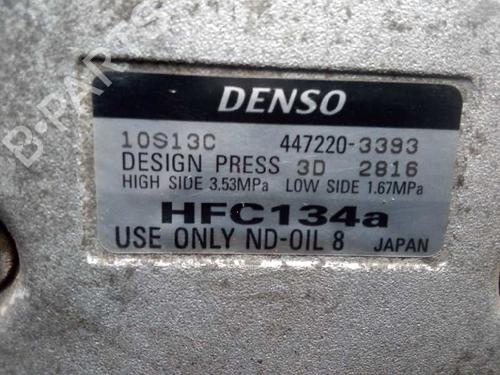 B-PARTS
DENSO
10S13C 447220-3393
DESIGN PRESS 3D 2816
HIGH SIDE 3.53MPa LOW SIDE 1.67MPa
HFC134a
USE ONLY ND-OIL 8 JAPAN